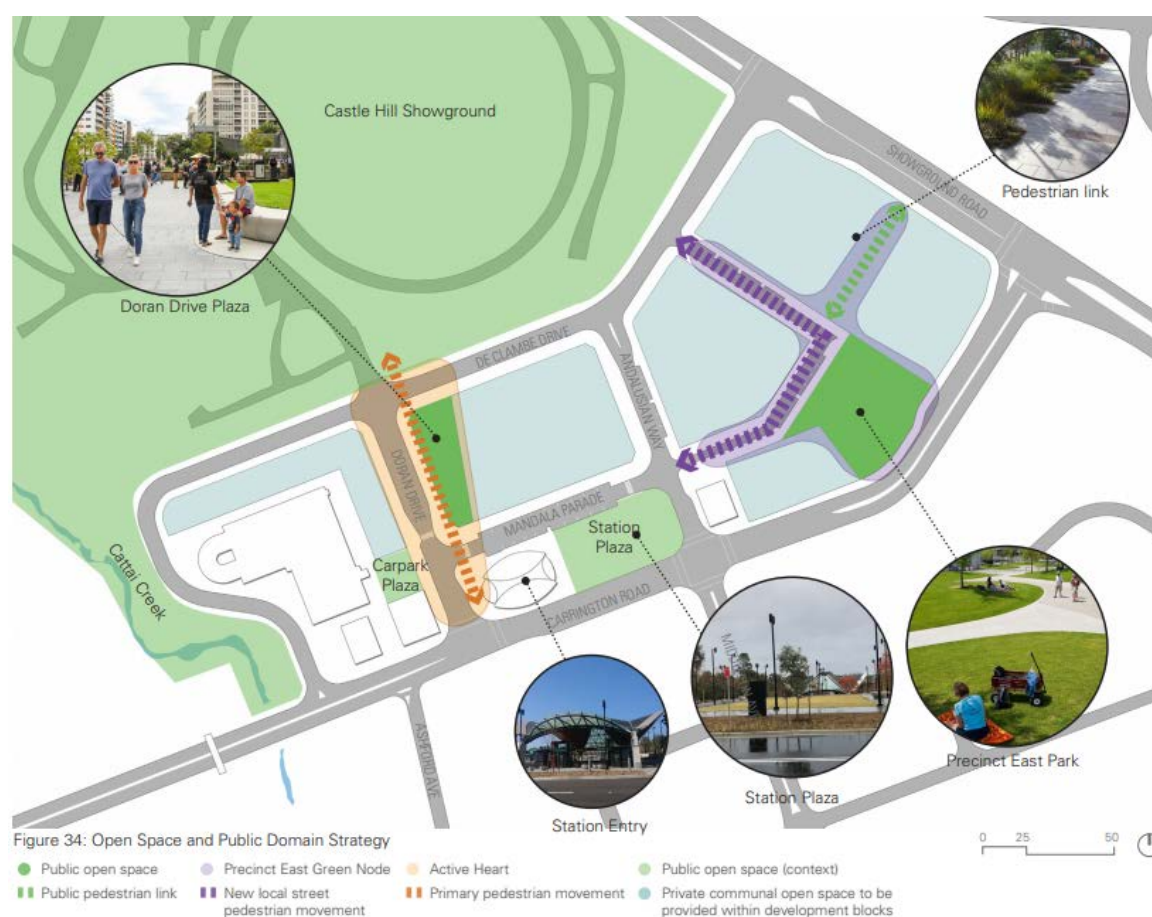 Castle Hill Showground
SHOWGROUND ROAD
Pedestrian link
Doran Drive Plaza
DE CLAMBE DRIVE
ANDALUSIAN WAY
DORAN DRIVE
MANDALA PARADE
Station
Plaza
Carpark
Plaza
Cattai Creek
CARRINGTON ROAD
ASHFORD AVE
Precinct East Park
Station Plaza
Station Entry
Figure 34: Open Space and Public Domain Strategy
0 25 50
Public open space
Precinct East Green Node
Active Heart
Public open space (context)
Public pedestrian link
New local street
pedestrian movement
Primary pedestrian movement
Private communal open space to be
provided within development blocks